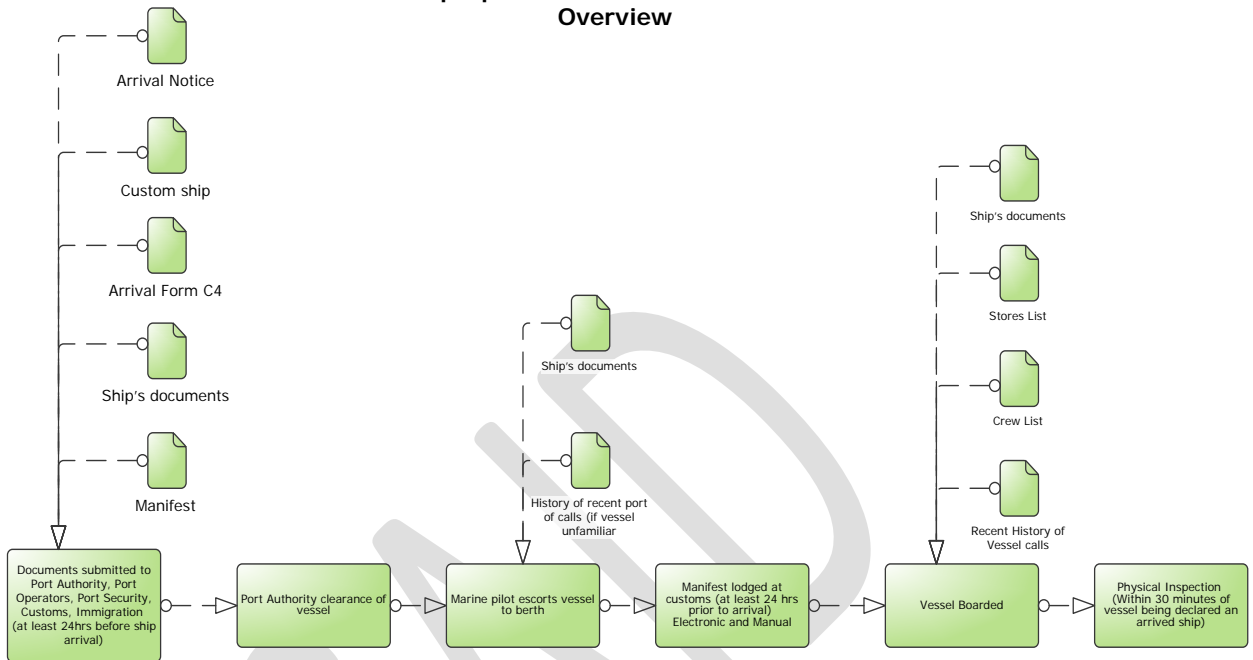 Overview
Arrival Notice
Custom ship
Arrival Form C4
Ship's documents
Manifest
Ship's documents
History of recent port
of calls (if vessel
unfamiliar
Ship's documents
Stores List
Crew List
Recent History of
Vessel calls
Documents submitted to
Port Authority, Port
Operators, Port Security,
Customs, Immigration
(at least 24hrs before ship
arrival)
Port Authority clearance of
vessel
Marine pilot escorts vessel
to berth
Manifest lodged at
customs (at least 24 hrs
prior to arrival)
Electronic and Manual
Vessel Boarded
Physical Inspection
(Within 30 minutes of
vessel being declared an
arrived ship)